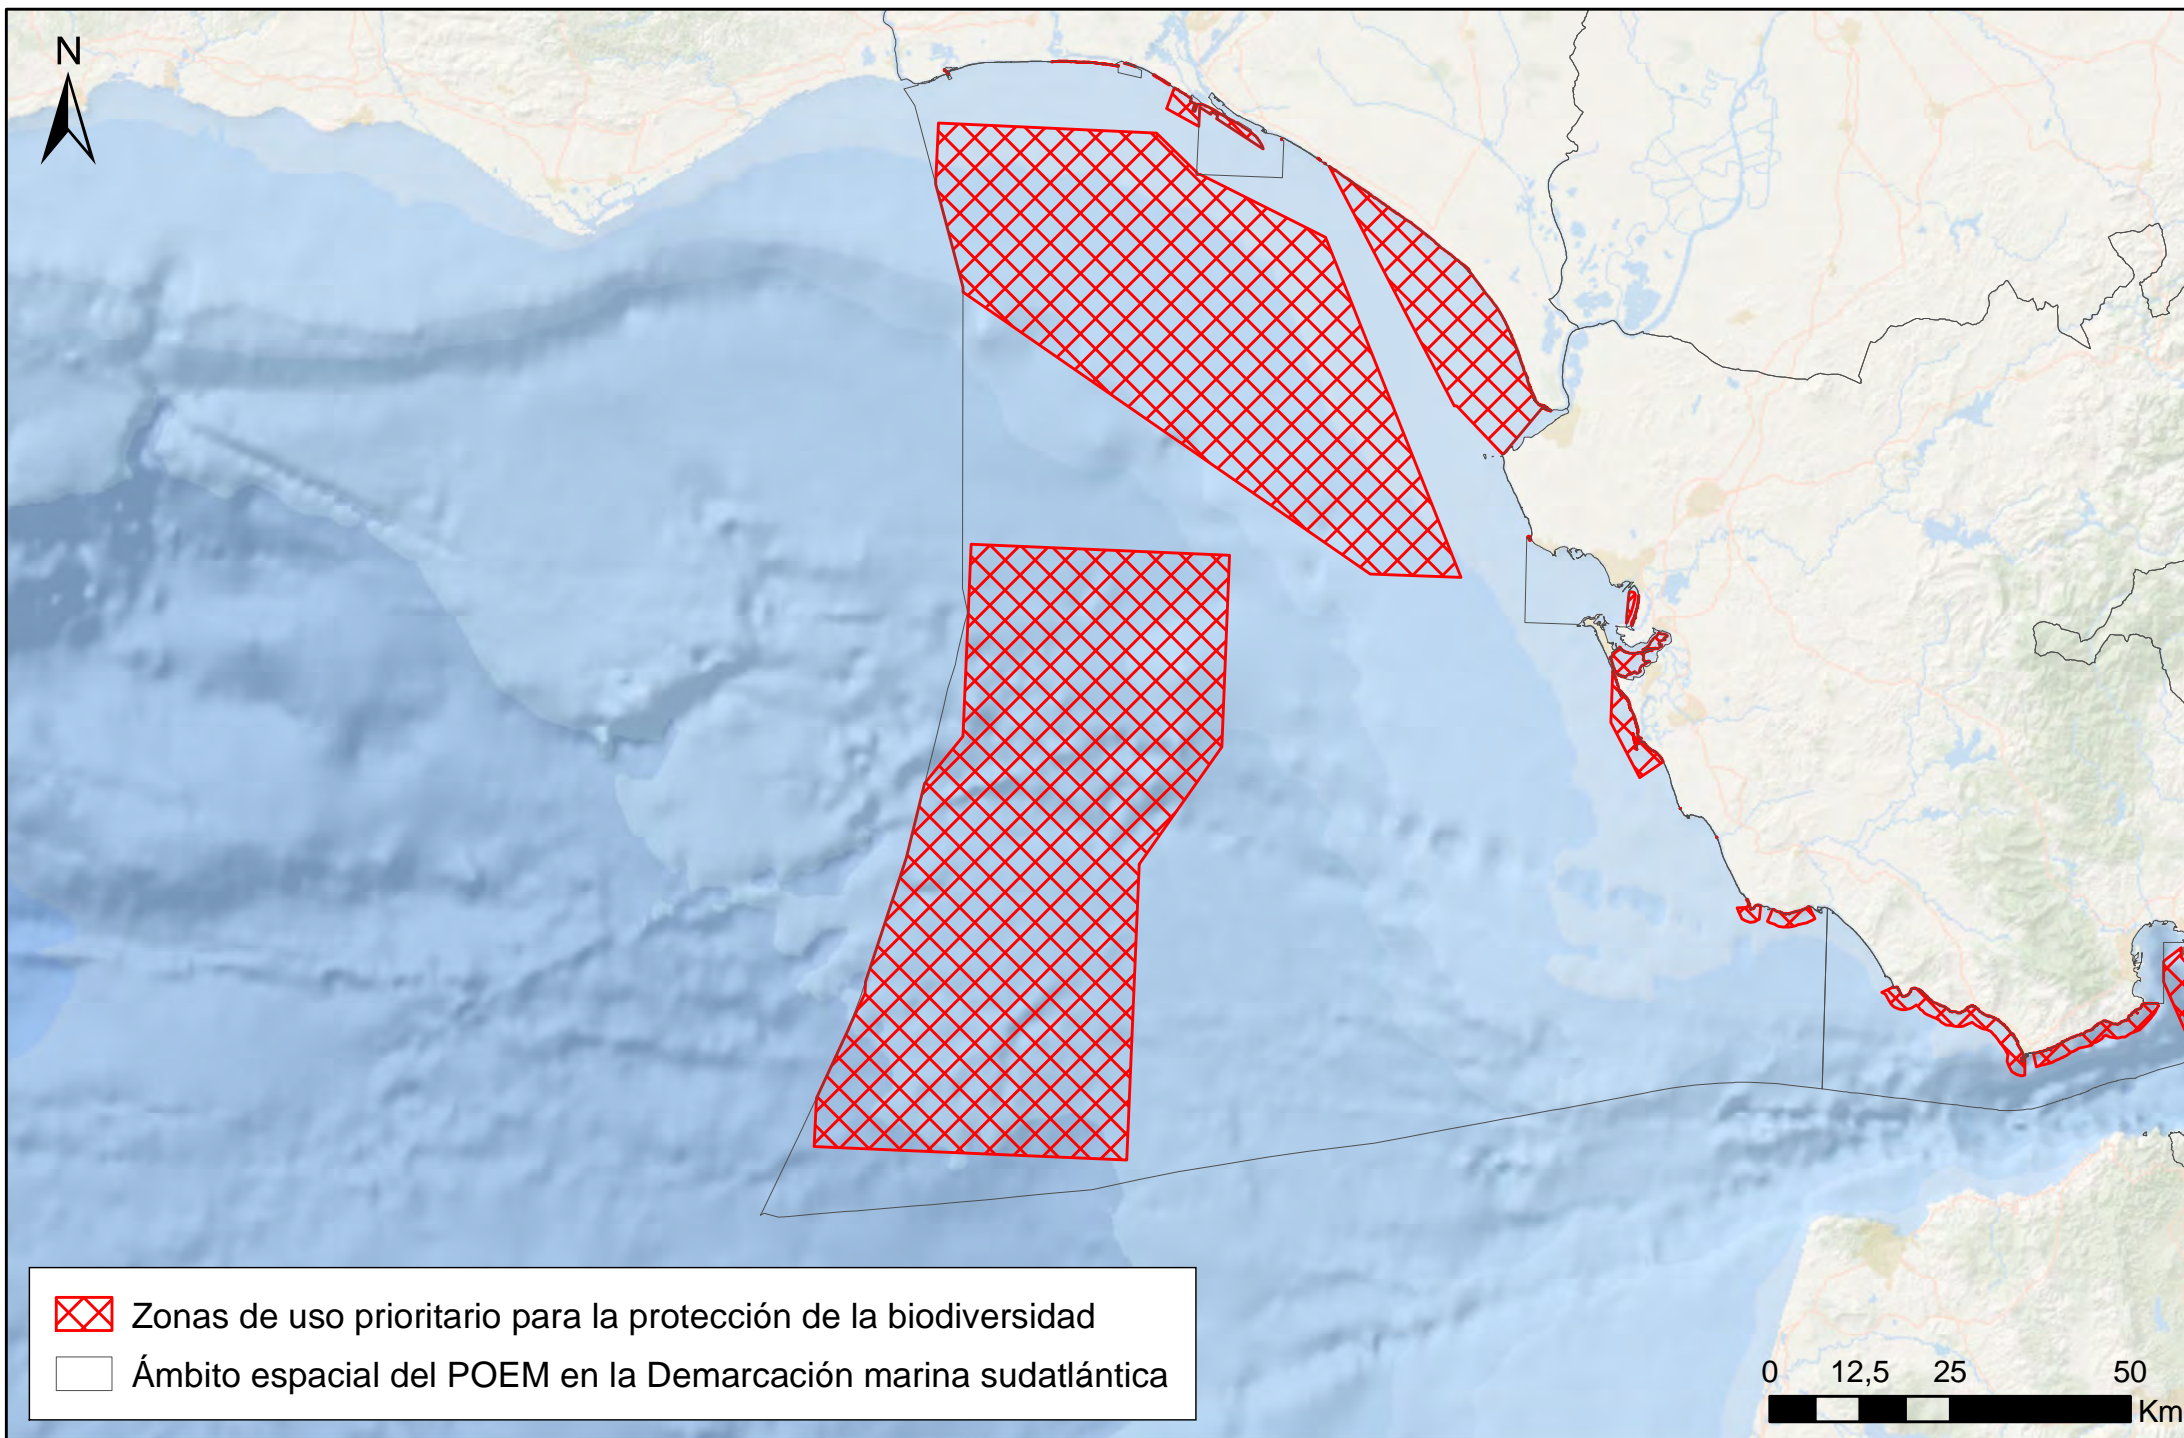 N
Zonas de uso prioritario para la protección de la biodiversidad
Ámbito espacial del POEM en la Demarcación marina sudatlántica
0 12,5 25 50
Km